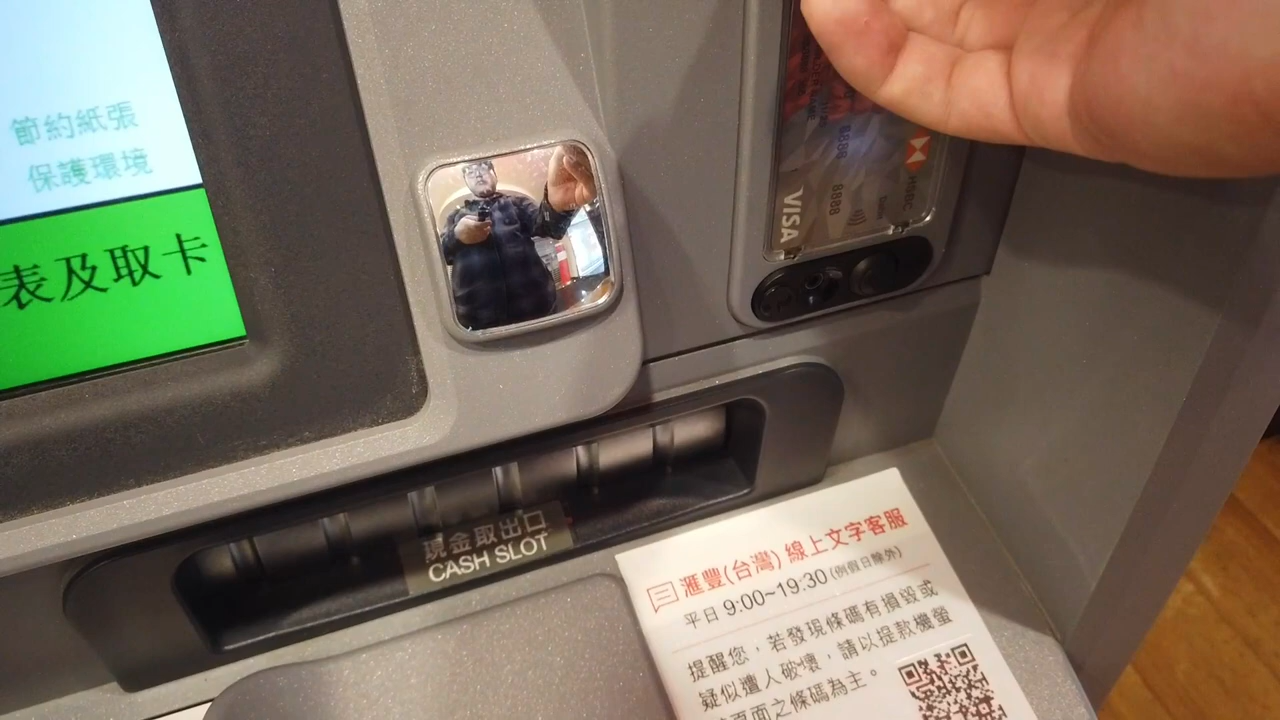 節約紙張
保護環境
表及取卡
8888
8888
VISA
HSBC
現金取出口
CASH SLOT
滙豐(台灣) 線上文字客服
平日 9:00~19:30 (例假日除外)
提醒您，若發現條碼有損毀或
疑似遭人破壞，請以提款機螢
頁面之條碼為主。